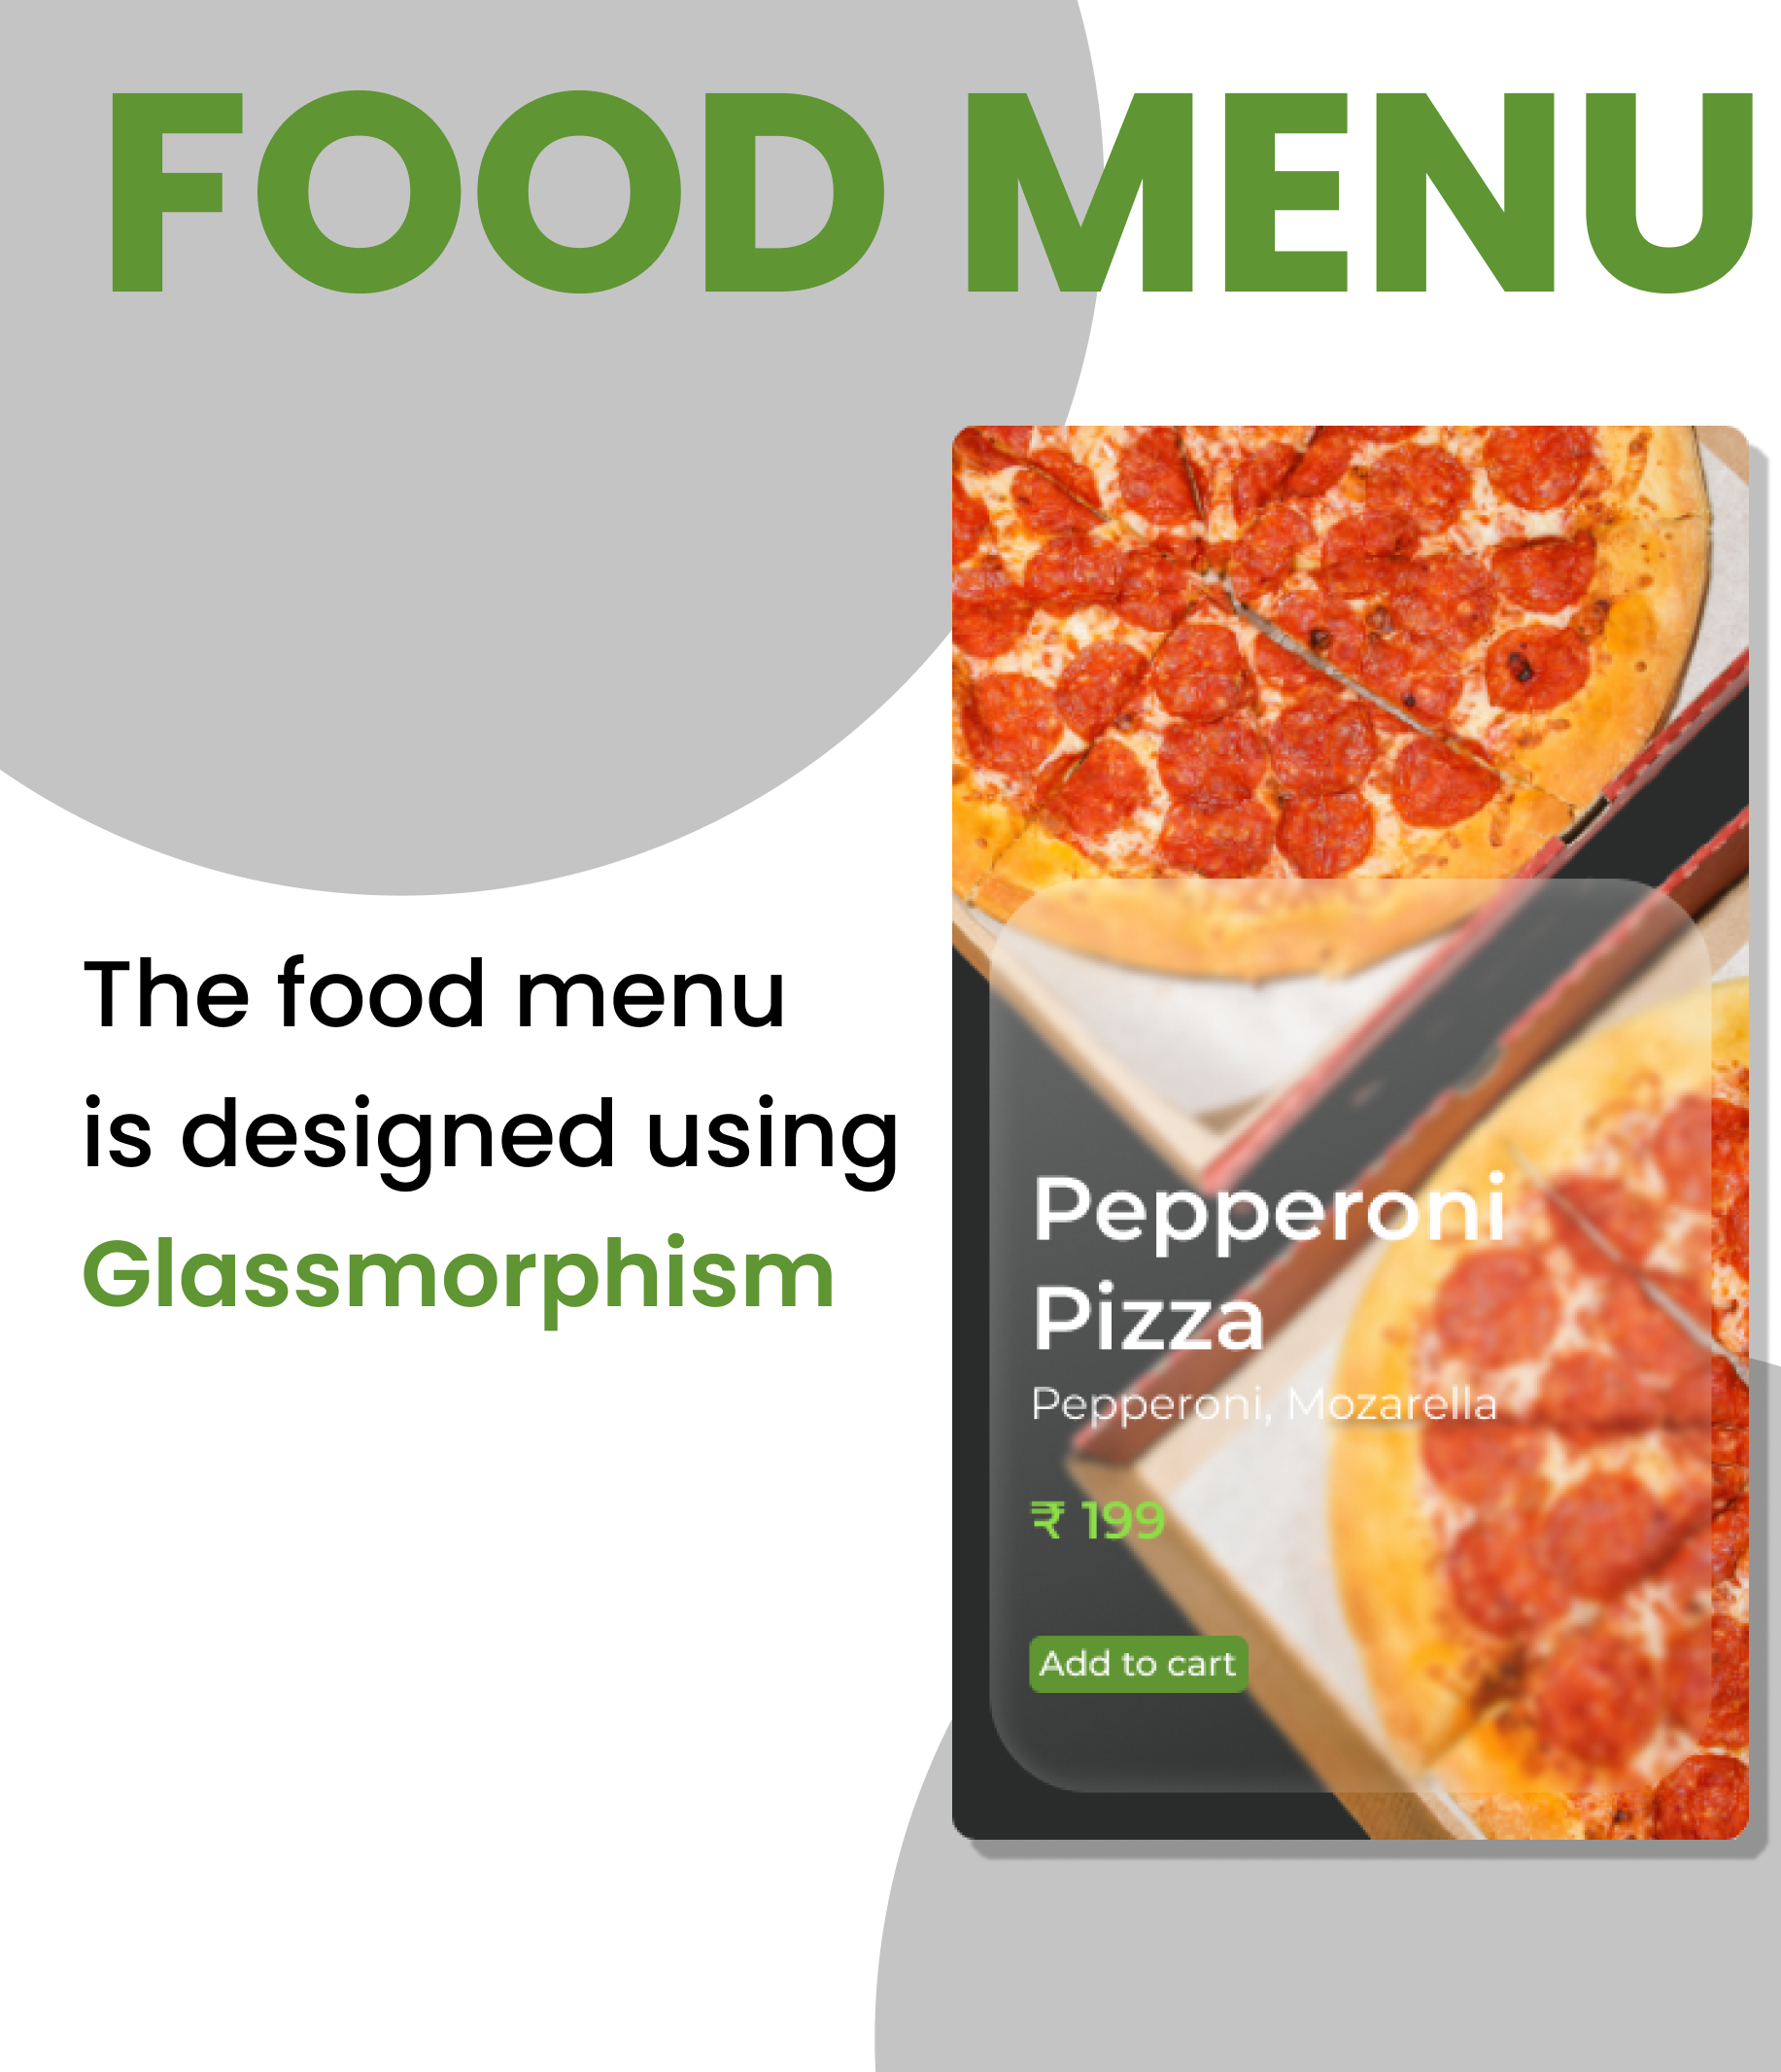 FOOD MENU
The food menu
is designed using
Glassmorphism
Pepperoni
Pizza
Pepperoni, Mozarella
₹ 199
Add to cart